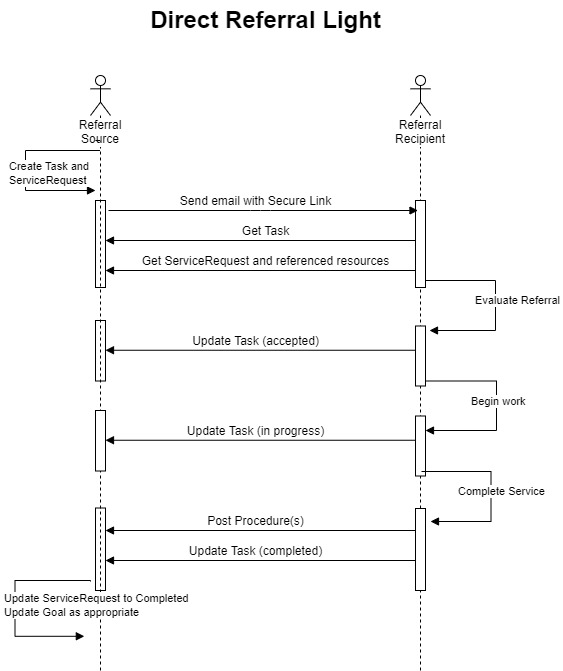 Direct Referral Light
Referral
Source
Referral
Recipient
Create Task and
ServiceRequest
Send email with Secure Link
Get Task
Get ServiceRequest and referenced resources
Evaluate Referral
Update Task (accepted)
Begin work
Update Task (in progress)
Complete Service
Post Procedure(s)
Update Task (completed)
Update ServiceRequest to Completed
Update Goal as appropriate